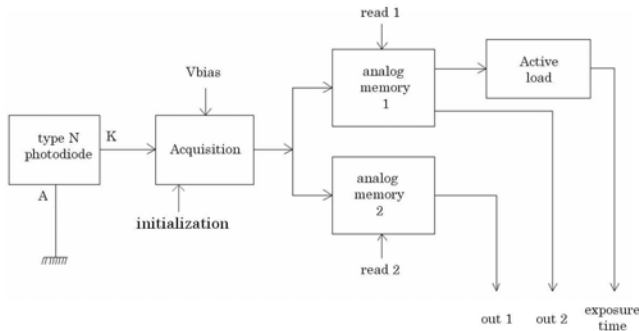 read 1
Vbias
type N
photodiode
K
A
Acquisition
initialization
analog
memory
1
Active
load
analog
memory
2
read 2
out 1
out 2
exposure
time